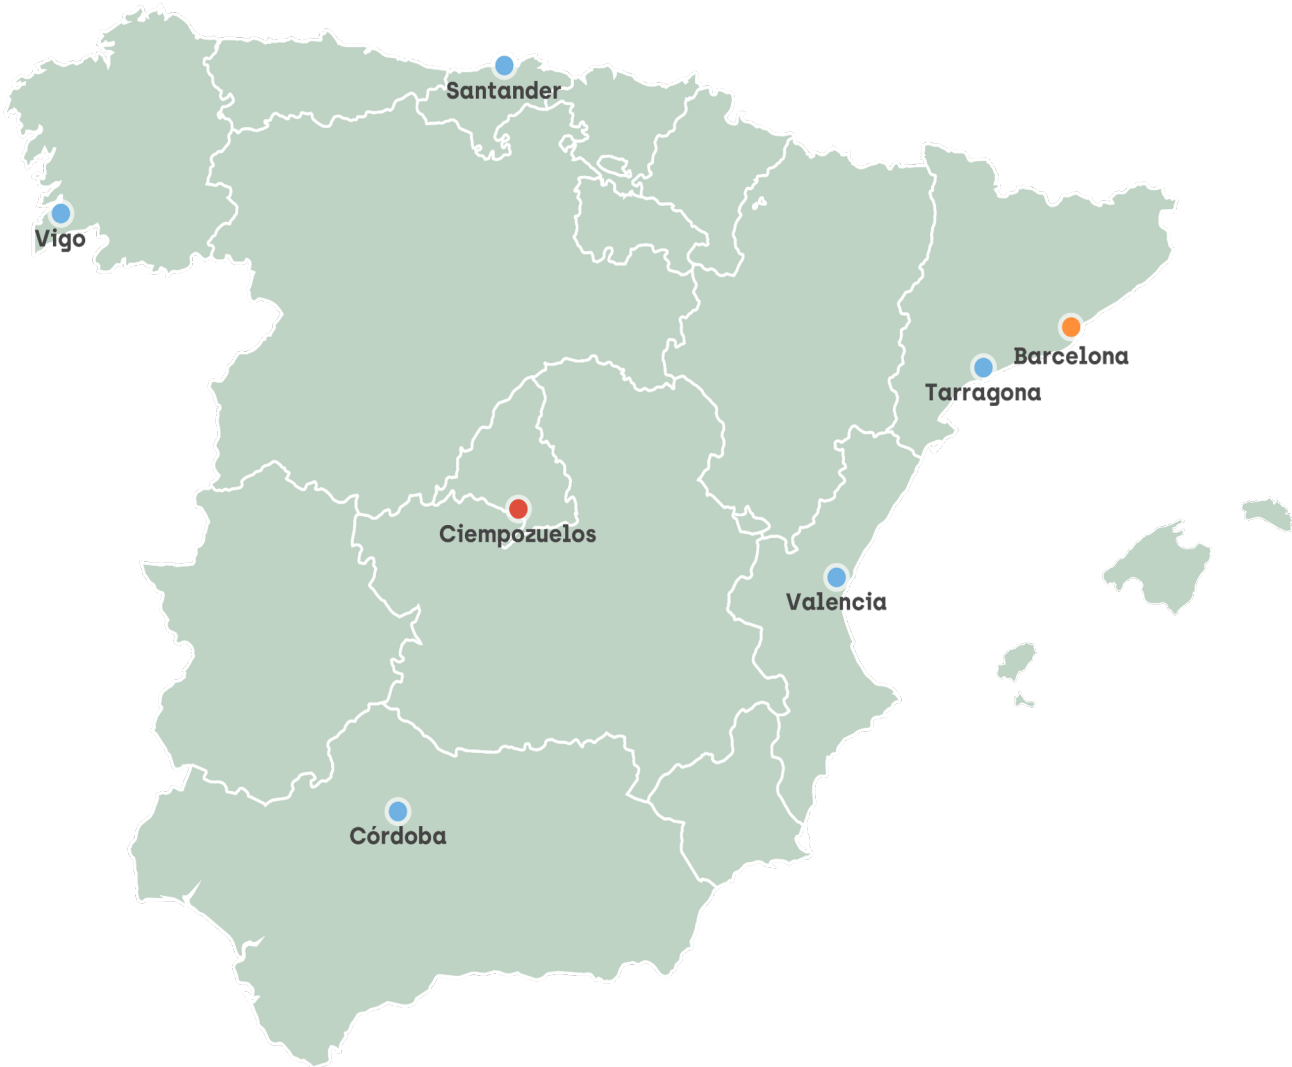 Santander
Vigo
Barcelona
Tarragona
Ciempozuelos
Valencia
Córdoba